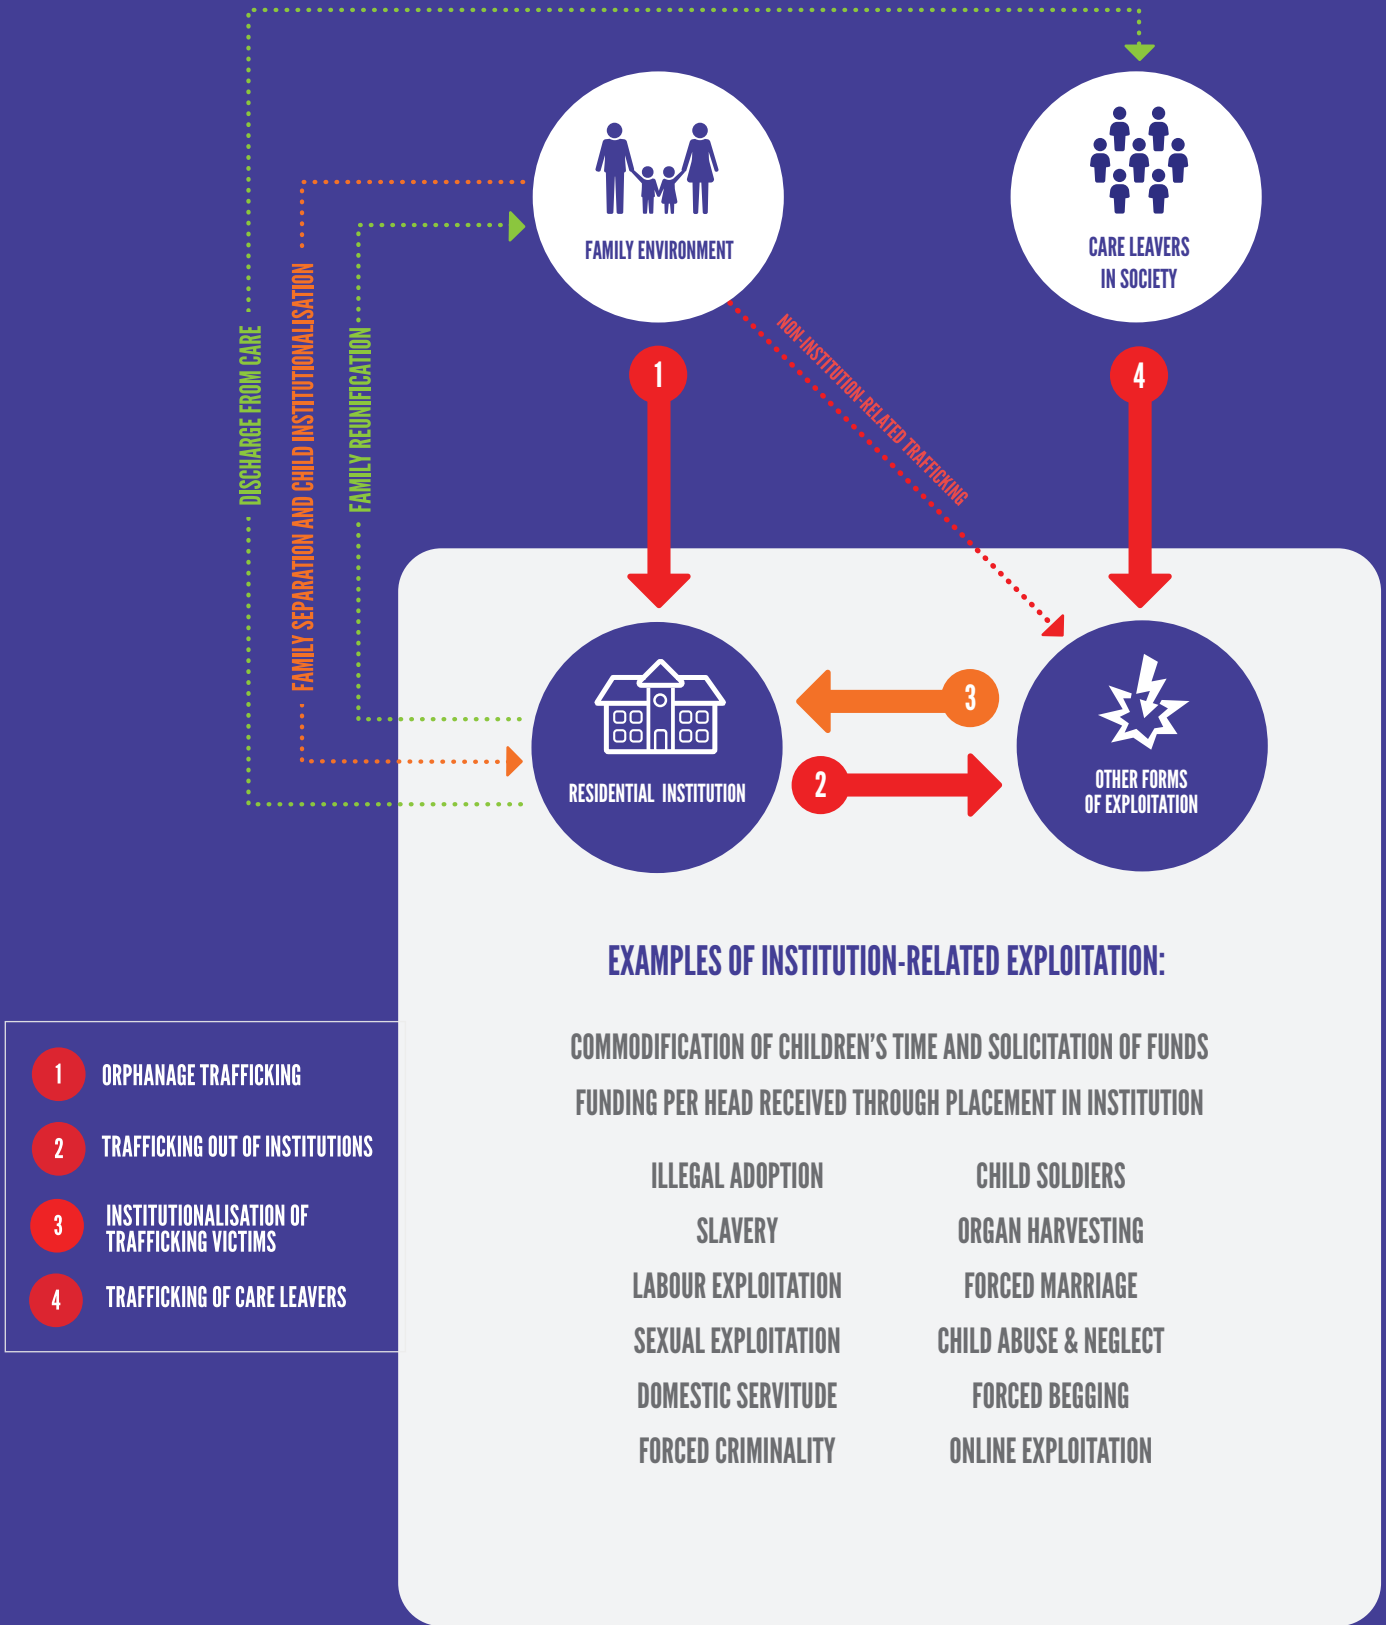 FAMILY ENVIRONMENT
CARE LEAVERS
IN SOCIETY
DISCHARGE FROM CARE
FAMILY SEPARATION AND CHILD INSTITUTIONALISATION
FAMILY REUNIFICATION
NON-INSTITUTION-RELATED TRAFFICKING
1
4
RESIDENTIAL INSTITUTION
3
2
OTHER FORMS
OF EXPLOITATION
EXAMPLES OF INSTITUTION-RELATED EXPLOITATION:
COMMODIFICATION OF CHILDREN'S TIME AND SOLICITATION OF FUNDS
FUNDING PER HEAD RECEIVED THROUGH PLACEMENT IN INSTITUTION
ILLEGAL ADOPTION
SLAVERY
LABOUR EXPLOITATION
SEXUAL EXPLOITATION
DOMESTIC SERVITUDE
FORCED CRIMINALITY
CHILD SOLDIERS
ORGAN HARVESTING
FORCED MARRIAGE
CHILD ABUSE & NEGLECT
FORCED BEGGING
ONLINE EXPLOITATION
1 ORPHANAGE TRAFFICKING
2 TRAFFICKING OUT OF INSTITUTIONS
3 INSTITUTIONALISATION OF
TRAFFICKING VICTIMS
4 TRAFFICKING OF CARE LEAVERS